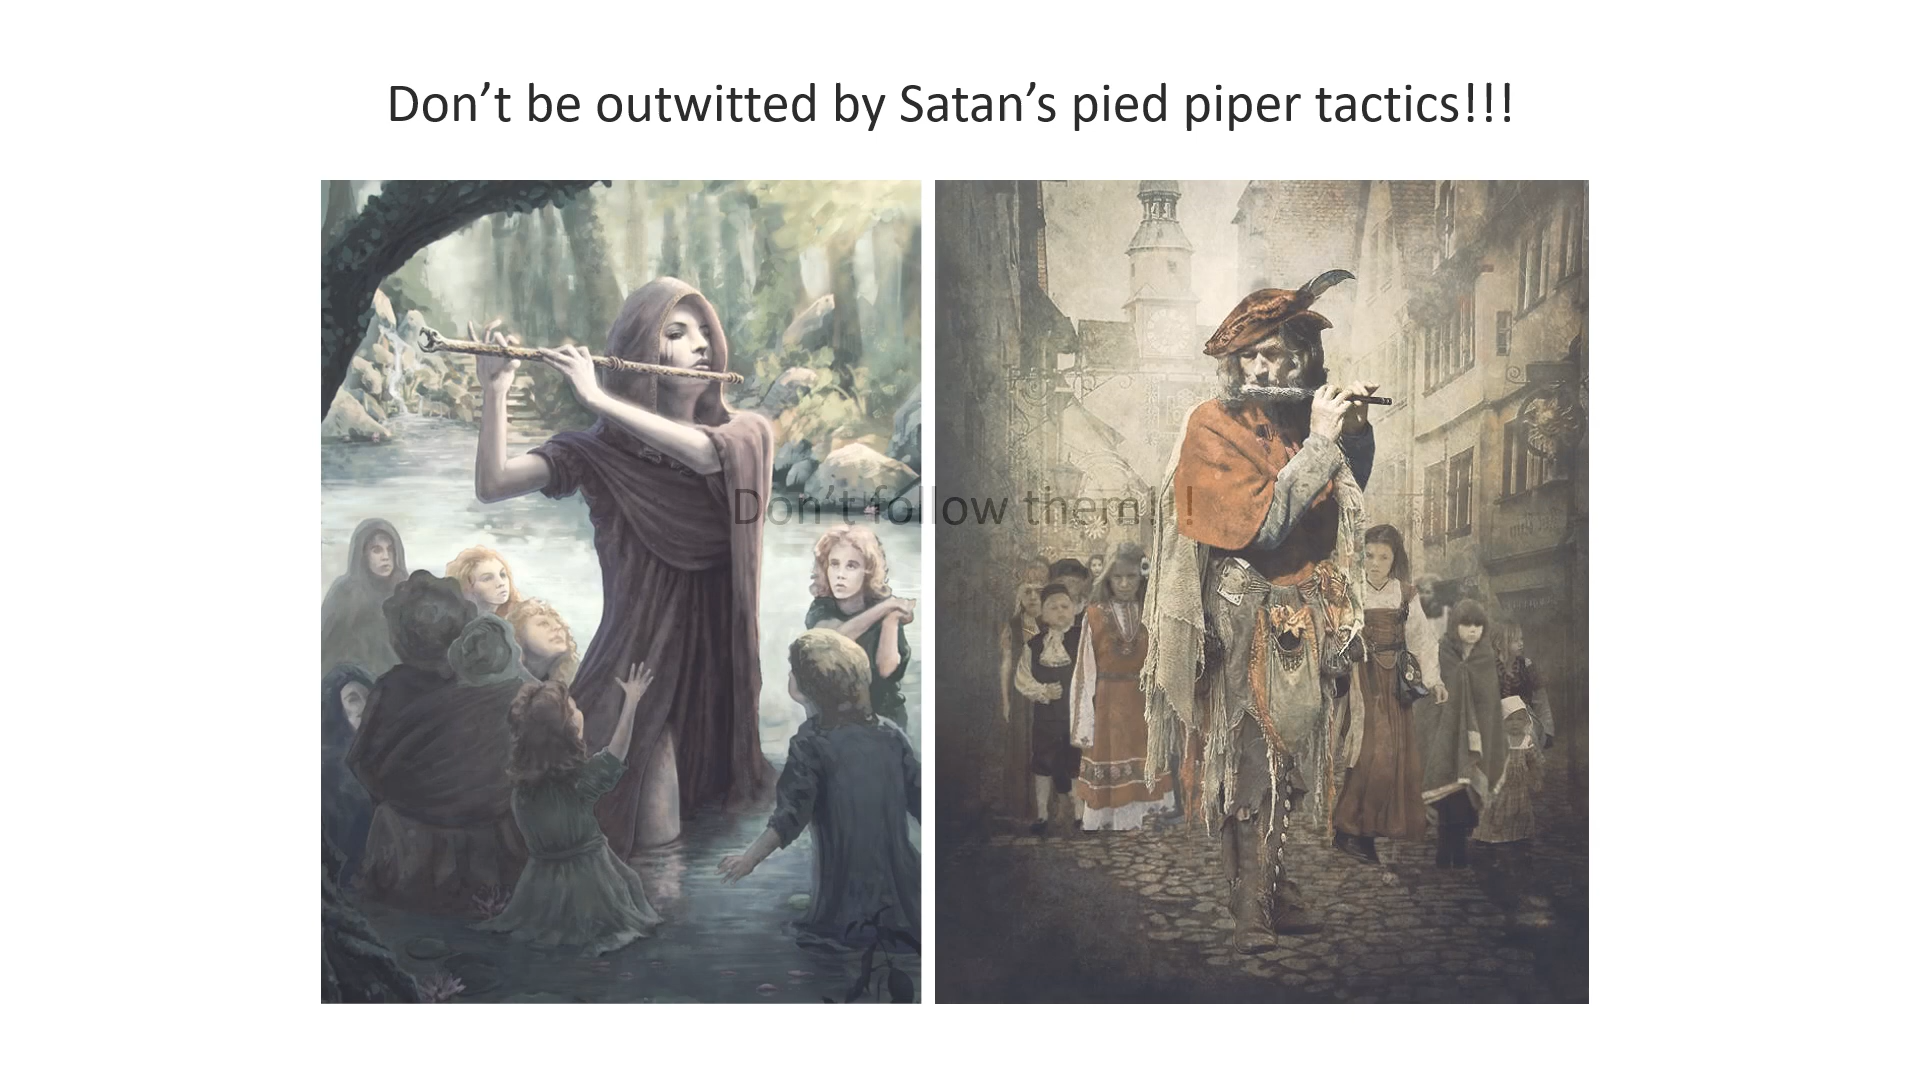 Don’t be outwitted by Satan’s pied piper tactics!!!
Don’t follow them!!!